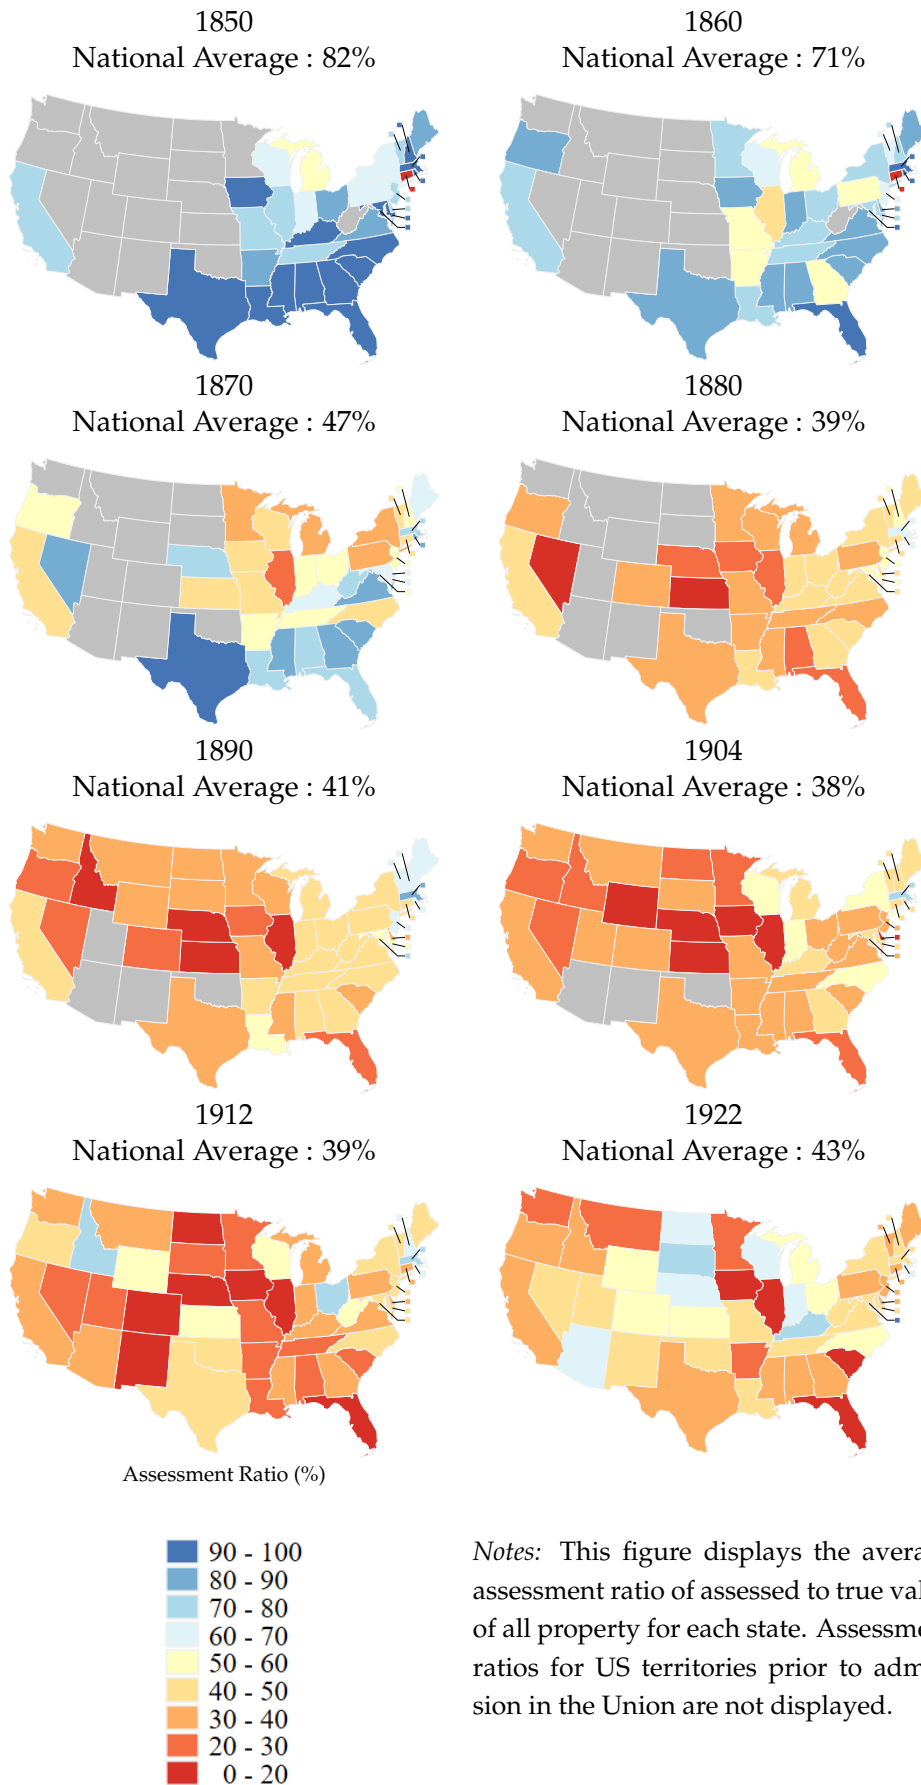 1850
National Average : 82%
1860
National Average : 71%
1870
National Average : 47%
1880
National Average : 39%
1890
National Average : 41%
1904
National Average : 38%
1912
National Average : 39%
1922
National Average : 43%
Assessment Ratio (%)
90 - 100
80 - 90
70 - 80
60 - 70
50 - 60
40 - 50
30 - 40
20 - 30
0 - 20
Notes: This figure displays the avera
assessment ratio of assessed to true val
of all property for each state. Assessme
ratios for US territories prior to adm
sion in the Union are not displayed.